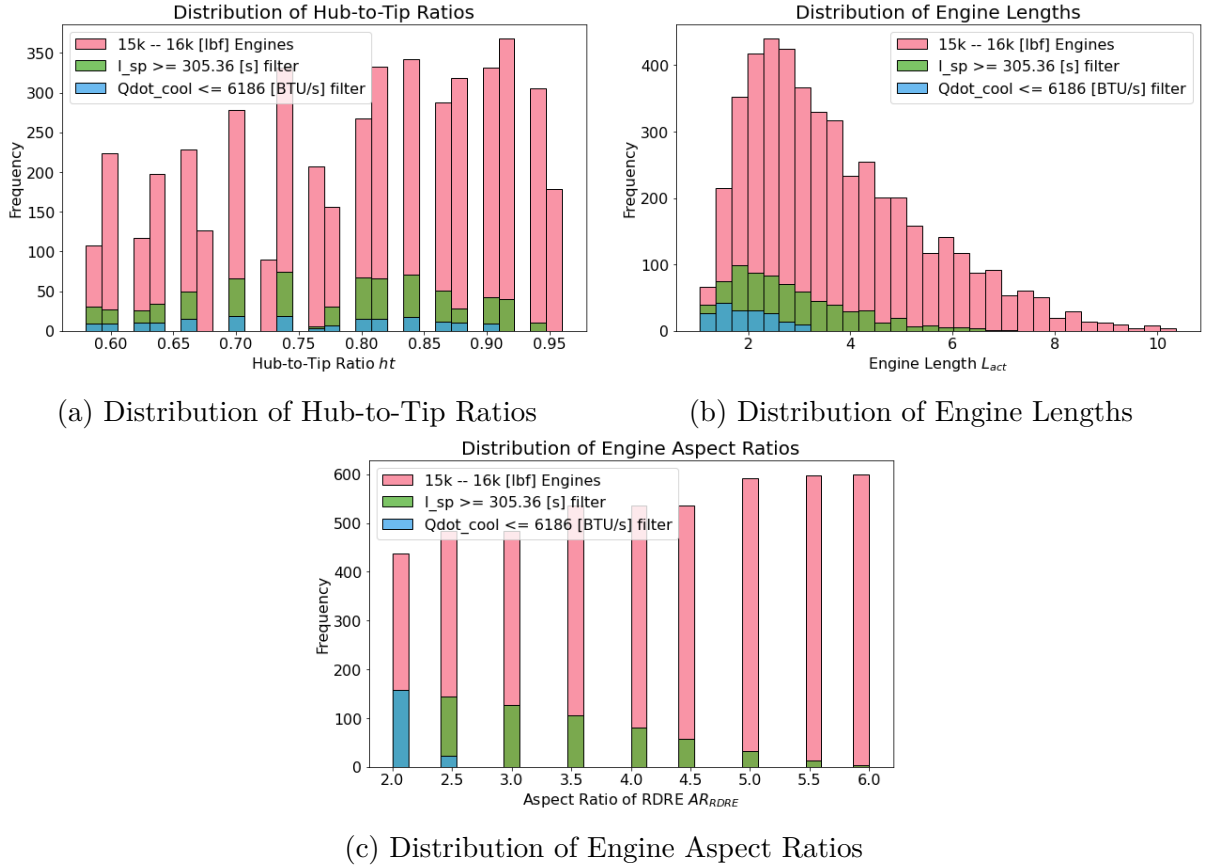 Distribution of Hub-to-Tip Ratios
15k -- 16k [lbf] Engines
I_sp >= 305.36 [s] filter
Qdot_cool <= 6186 [BTU/s] filter
Frequency
350
300
250
200
150
100
50
0
0.60 0.65 0.70 0.75 0.80 0.85 0.90 0.95
Hub-to-Tip Ratio ht
(a) Distribution of Hub-to-Tip Ratios
Distribution of Engine Lengths
15k -- 16k [lbf] Engines
I_sp >= 305.36 [s] filter
Qdot_cool <= 6186 [BTU/s] filter
Frequency
400
300
200
100
0
2 4 6 8 10
Engine Length L_act
(b) Distribution of Engine Lengths
Distribution of Engine Aspect Ratios
15k -- 16k [lbf] Engines
I_sp >= 305.36 [s] filter
Qdot_cool <= 6186 [BTU/s] filter
Frequency
600
500
400
300
200
100
0
2.0 2.5 3.0 3.5 4.0 4.5 5.0 5.5 6.0
Aspect Ratio of RDRE AR_RDRE
(c) Distribution of Engine Aspect Ratios